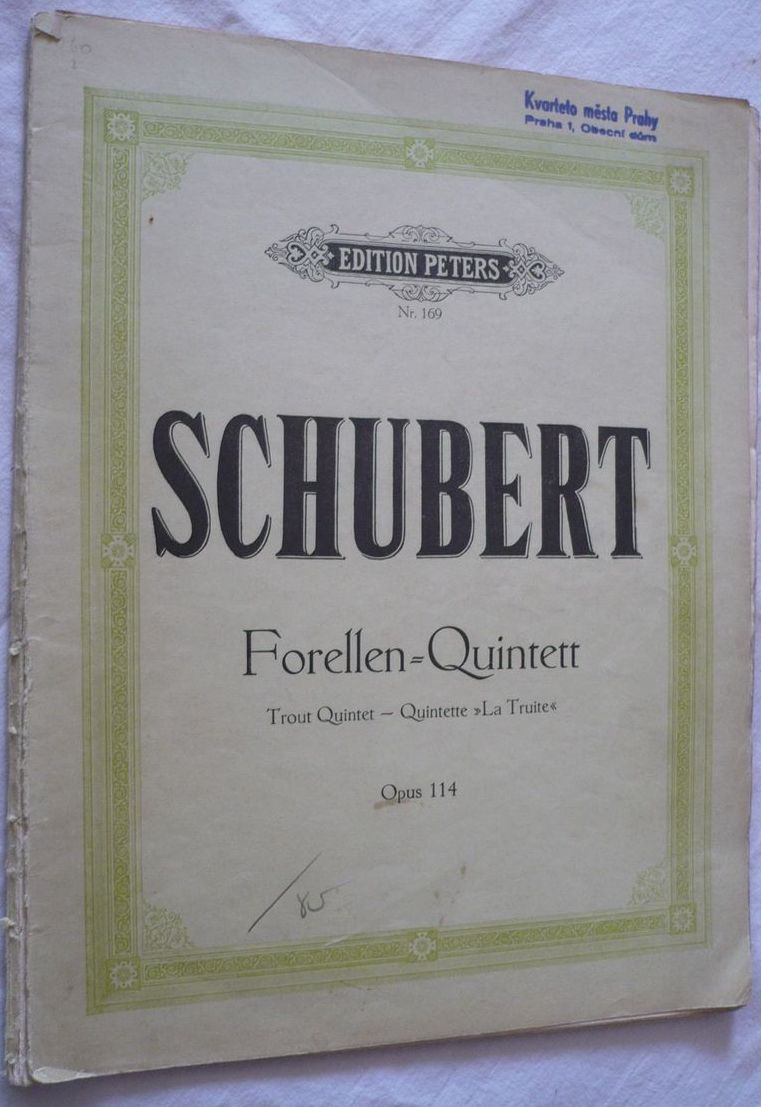 Kvarteto města Prahy
Praha 1, Obecní dům
EDITION PETERS
Nr. 169
SCHUBERT
Forellen=Quintett
Trout Quintet – Quintette »La Truite«
Opus 114